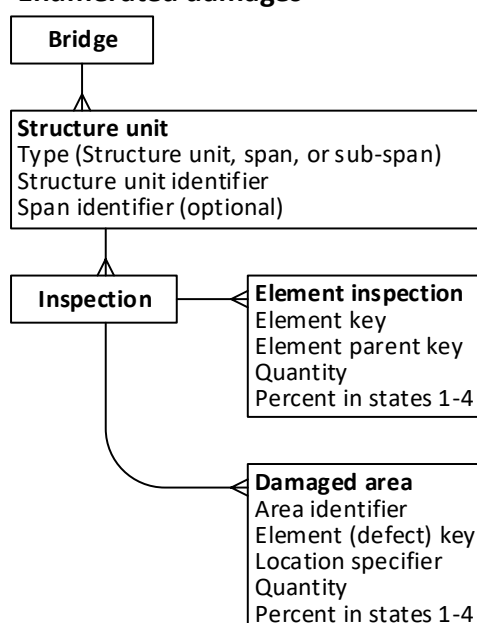 Enumerated damages
Bridge
Structure unit
Type (Structure unit, span, or sub-span)
Structure unit identifier
Span identifier (optional)
Inspection
Element inspection
Element key
Element parent key
Quantity
Percent in states 1-4
Damaged area
Area identifier
Element (defect) key
Location specifier
Quantity
Percent in states 1-4